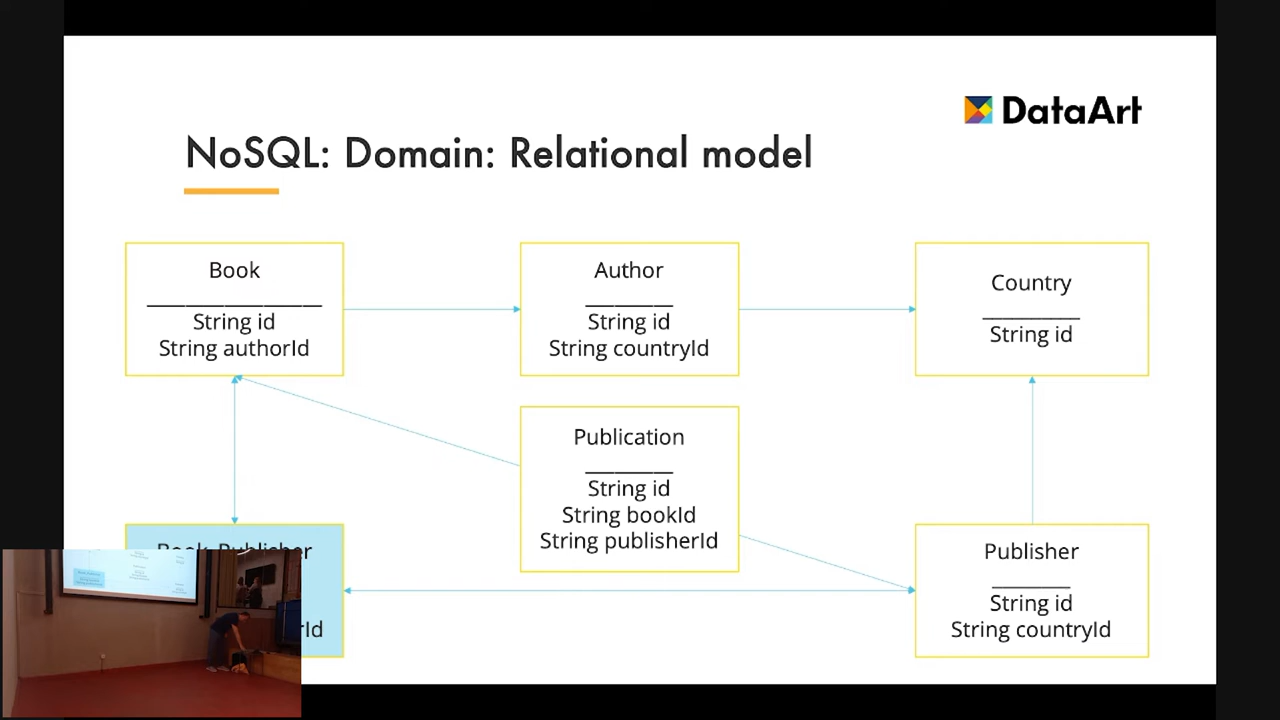 DataArt
NoSQL: Domain: Relational model
Book
String id
String authorId
Author
String id
String countryId
Country
String id
Publication
String id
String bookId
String publisherId
Publisher
String id
String countryId